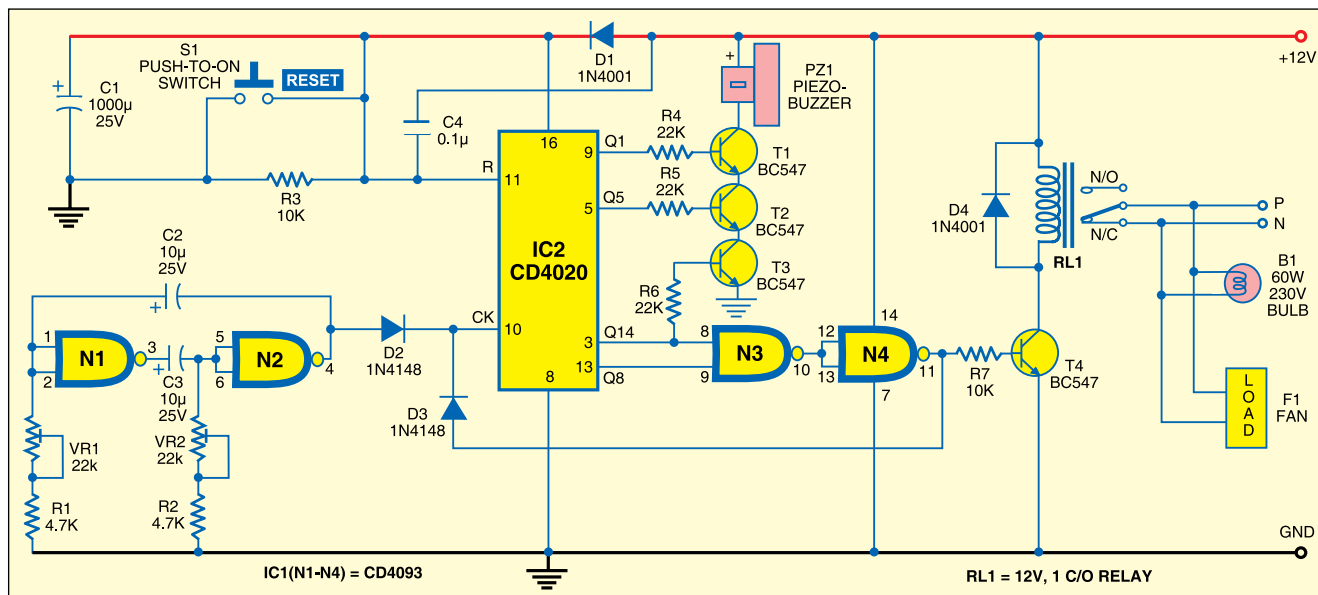 +12V
S1
PUSH-TO-ON
SWITCH
RESET
+
C1
1000µ
25V
R3
10K
C4
0.1µ
D1
1N4001
+
PZ1
PIEZO-
BUZZER
R4
22K
R5
22K
T1
BC547
T2
BC547
T3
BC547
R6
22K
16
R
11
9
Q1
5
Q5
IC2
CD4020
CK
10
Q14
3
13
Q8
8
C2
10µ
25V
+
1
2
N1
3
+
C3
10µ
25V
5
6
N2
4
D2
1N4148
D3
1N4148
VR1
22k
VR2
22k
R1
4.7K
R2
4.7K
8
9
N3
10
12
13
N4
14
11
7
R7
10K
T4
BC547
D4
1N4001
RL1
N/O
N/C
P
N
B1
60W
230V
BULB
LOAD
F1
FAN
GND
IC1(N1-N4) = CD4093
RL1 = 12V, 1 C/O RELAY